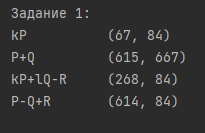 Задание 1:
kP (67, 84)
P+Q (615, 667)
kP+lQ-R (268, 84)
P-Q+R (614, 84)